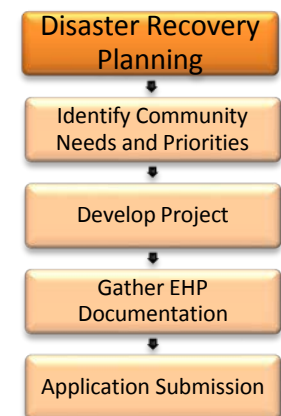 Disaster Recovery
Planning
Identify Community
Needs and Priorities
Develop Project
Gather EHP
Documentation
Application Submission